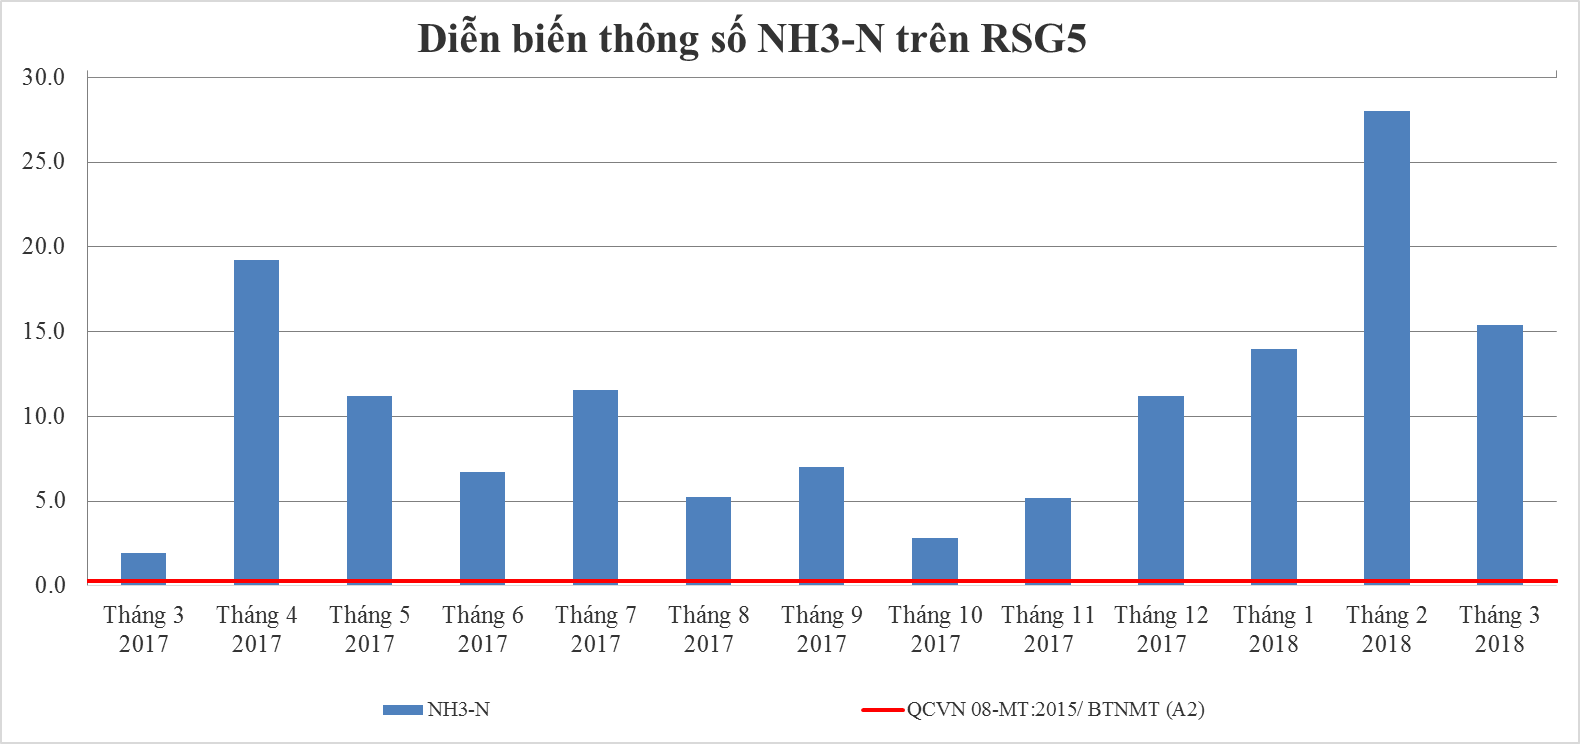 Diễn biến thông số NH3-N trên RSG5
30.0
25.0
20.0
15.0
10.0
5.0
0.0
Tháng 3 2017
Tháng 4 2017
Tháng 5 2017
Tháng 6 2017
Tháng 7 2017
Tháng 8 2017
Tháng 9 2017
Tháng 10 2017
Tháng 11 2017
Tháng 12 2017
Tháng 1 2018
Tháng 2 2018
Tháng 3 2018
NH3-N
QCVN 08-MT:2015/ BTNMT (A2)